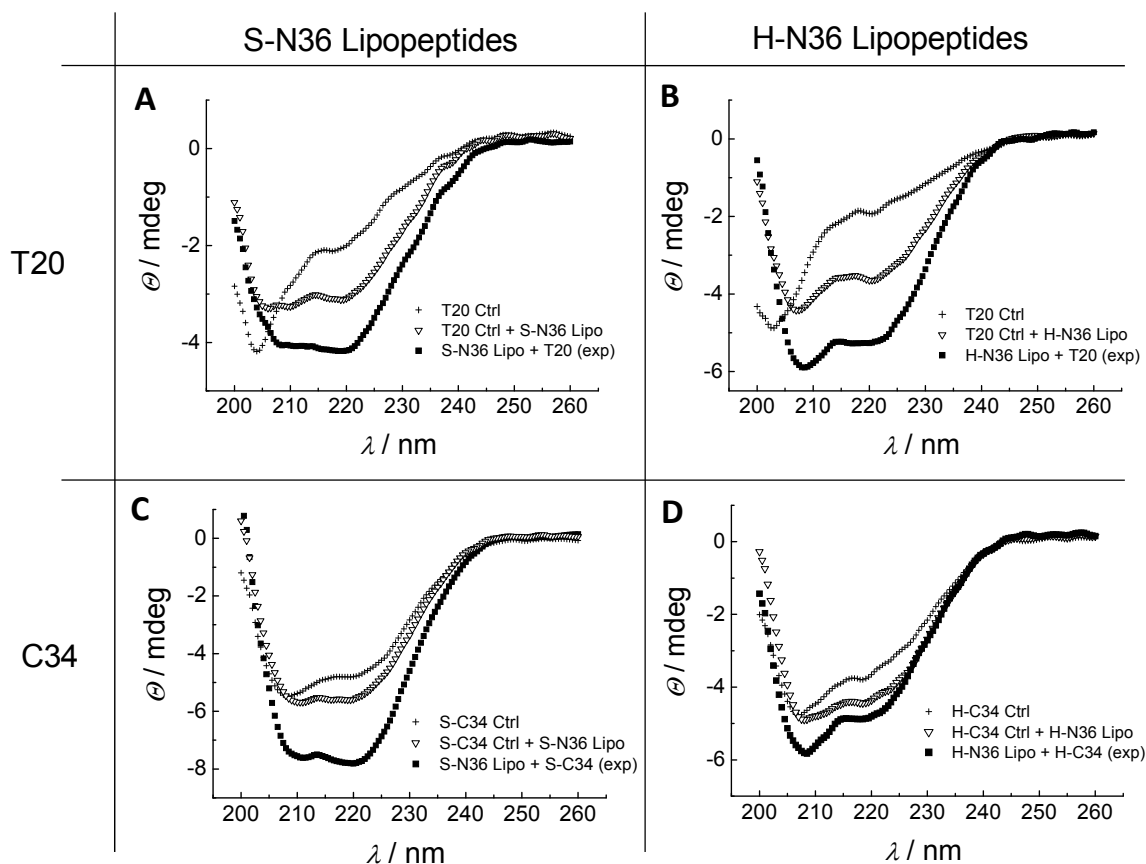 S-N36 Lipopeptides
H-N36 Lipopeptides
T20
A
0
-2
-4
Θ / mdeg
T20 Ctrl
T20 Ctrl + S-N36 Lipo
S-N36 Lipo + T20 (exp)
200 210 220 230 240 250 260
λ / nm
B
0
-2
-4
-6
Θ / mdeg
T20 Ctrl
T20 Ctrl + H-N36 Lipo
H-N36 Lipo + T20 (exp)
200 210 220 230 240 250 260
λ / nm
C34
C
0
-2
-4
-6
-8
Θ / mdeg
S-C34 Ctrl
S-C34 Ctrl + S-N36 Lipo
S-N36 Lipo + S-C34 (exp)
200 210 220 230 240 250 260
λ / nm
D
0
-2
-4
-6
Θ / mdeg
H-C34 Ctrl
H-C34 Ctrl + H-N36 Lipo
H-N36 Lipo + H-C34 (exp)
200 210 220 230 240 250 260
λ / nm